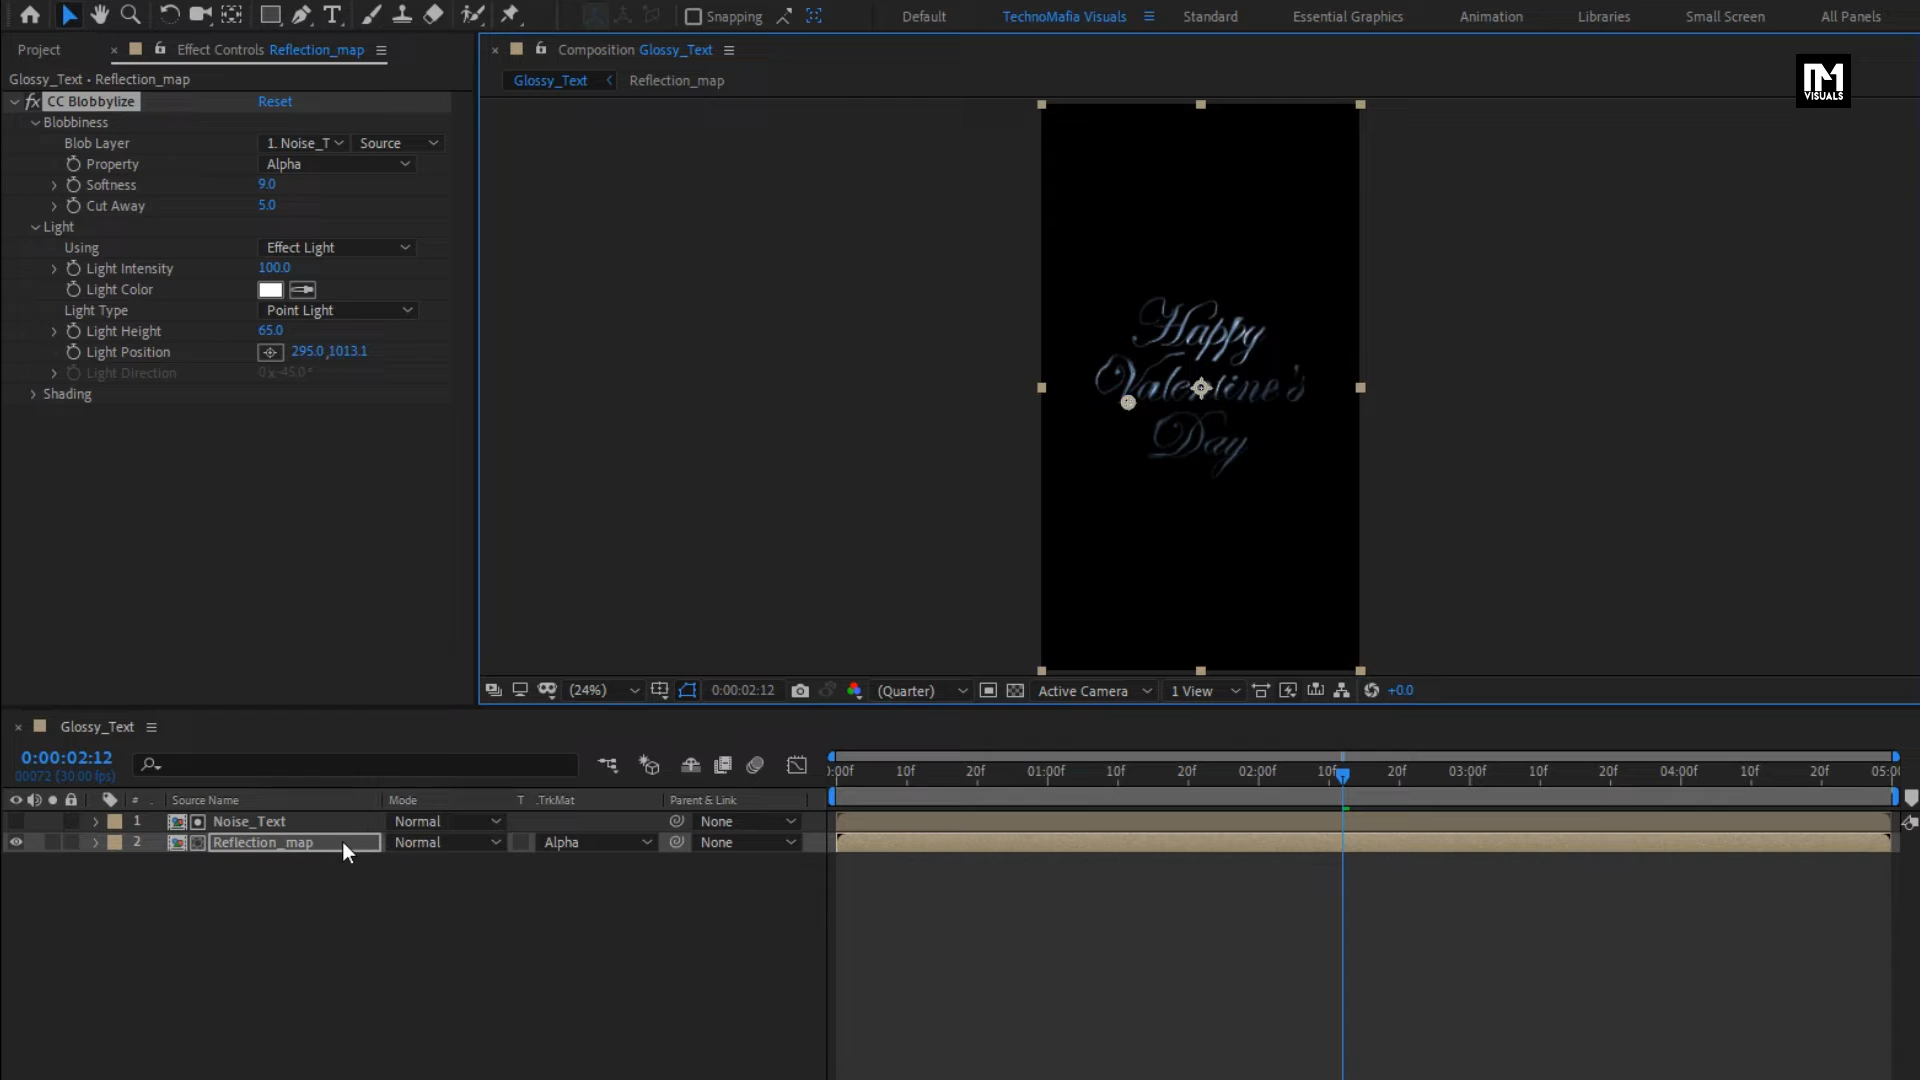 Snapping
Default
TechnoMafia Visuals
Standard
Essential Graphics
Animation
Libraries
Small Screen
All Panels
Project
Effect Controls Reflection_map
Composition Glossy_Text
Glossy_Text • Reflection_map
Glossy_Text
Reflection_map
VISUALS
fx CC Blobbylize Reset
Blobbiness
Blob Layer 1. Noise_T Source
Property Alpha
Softness 9.0
Cut Away 5.0
Light
Using Effect Light
Light Intensity 100.0
Light Color
Light Type Point Light
Light Height 65.0
Light Position 295.0,1013.1
Light Direction 0x-45.0°
Shading
Happy
Valentine's
Day
(24%) 0:00:02:12 (Quarter) Active Camera 1 View +0.0
Glossy_Text
0:00:02:12
00072 (30.00 fps)
:00f 10f 20f 01:00f 10f 20f 02:00f 10f 20f 03:00f 10f 20f 04:00f 10f 20f 05:00
# Source Name Mode T .TrkMat Parent & Link
1 Noise_Text Normal None
2 Reflection_map Normal Alpha None